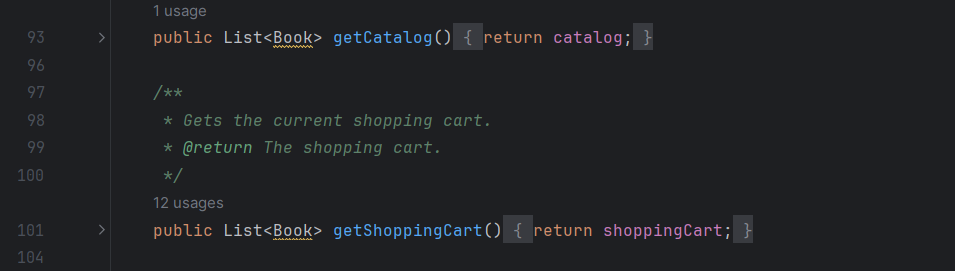 1 usage
93 > public List<Book> getCatalog() { return catalog; }
96
97 /**
98 * Gets the current shopping cart.
99 * @return The shopping cart.
100 */
12 usages
101 > public List<Book> getShoppingCart() { return shoppingCart; }
104